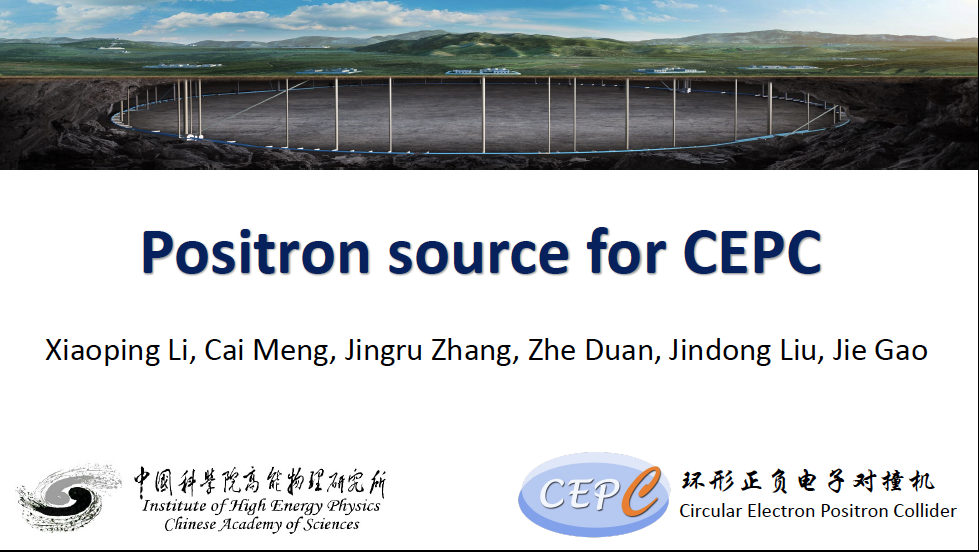 Positron source for CEPC
Xiaoping Li, Cai Meng, Jingru Zhang, Zhe Duan, Jindong Liu, Jie Gao
中國科學院高能物理研究所
Institute of High Energy Physics
Chinese Academy of Sciences
CEPC
环形正负电子对撞机
Circular Electron Positron Collider